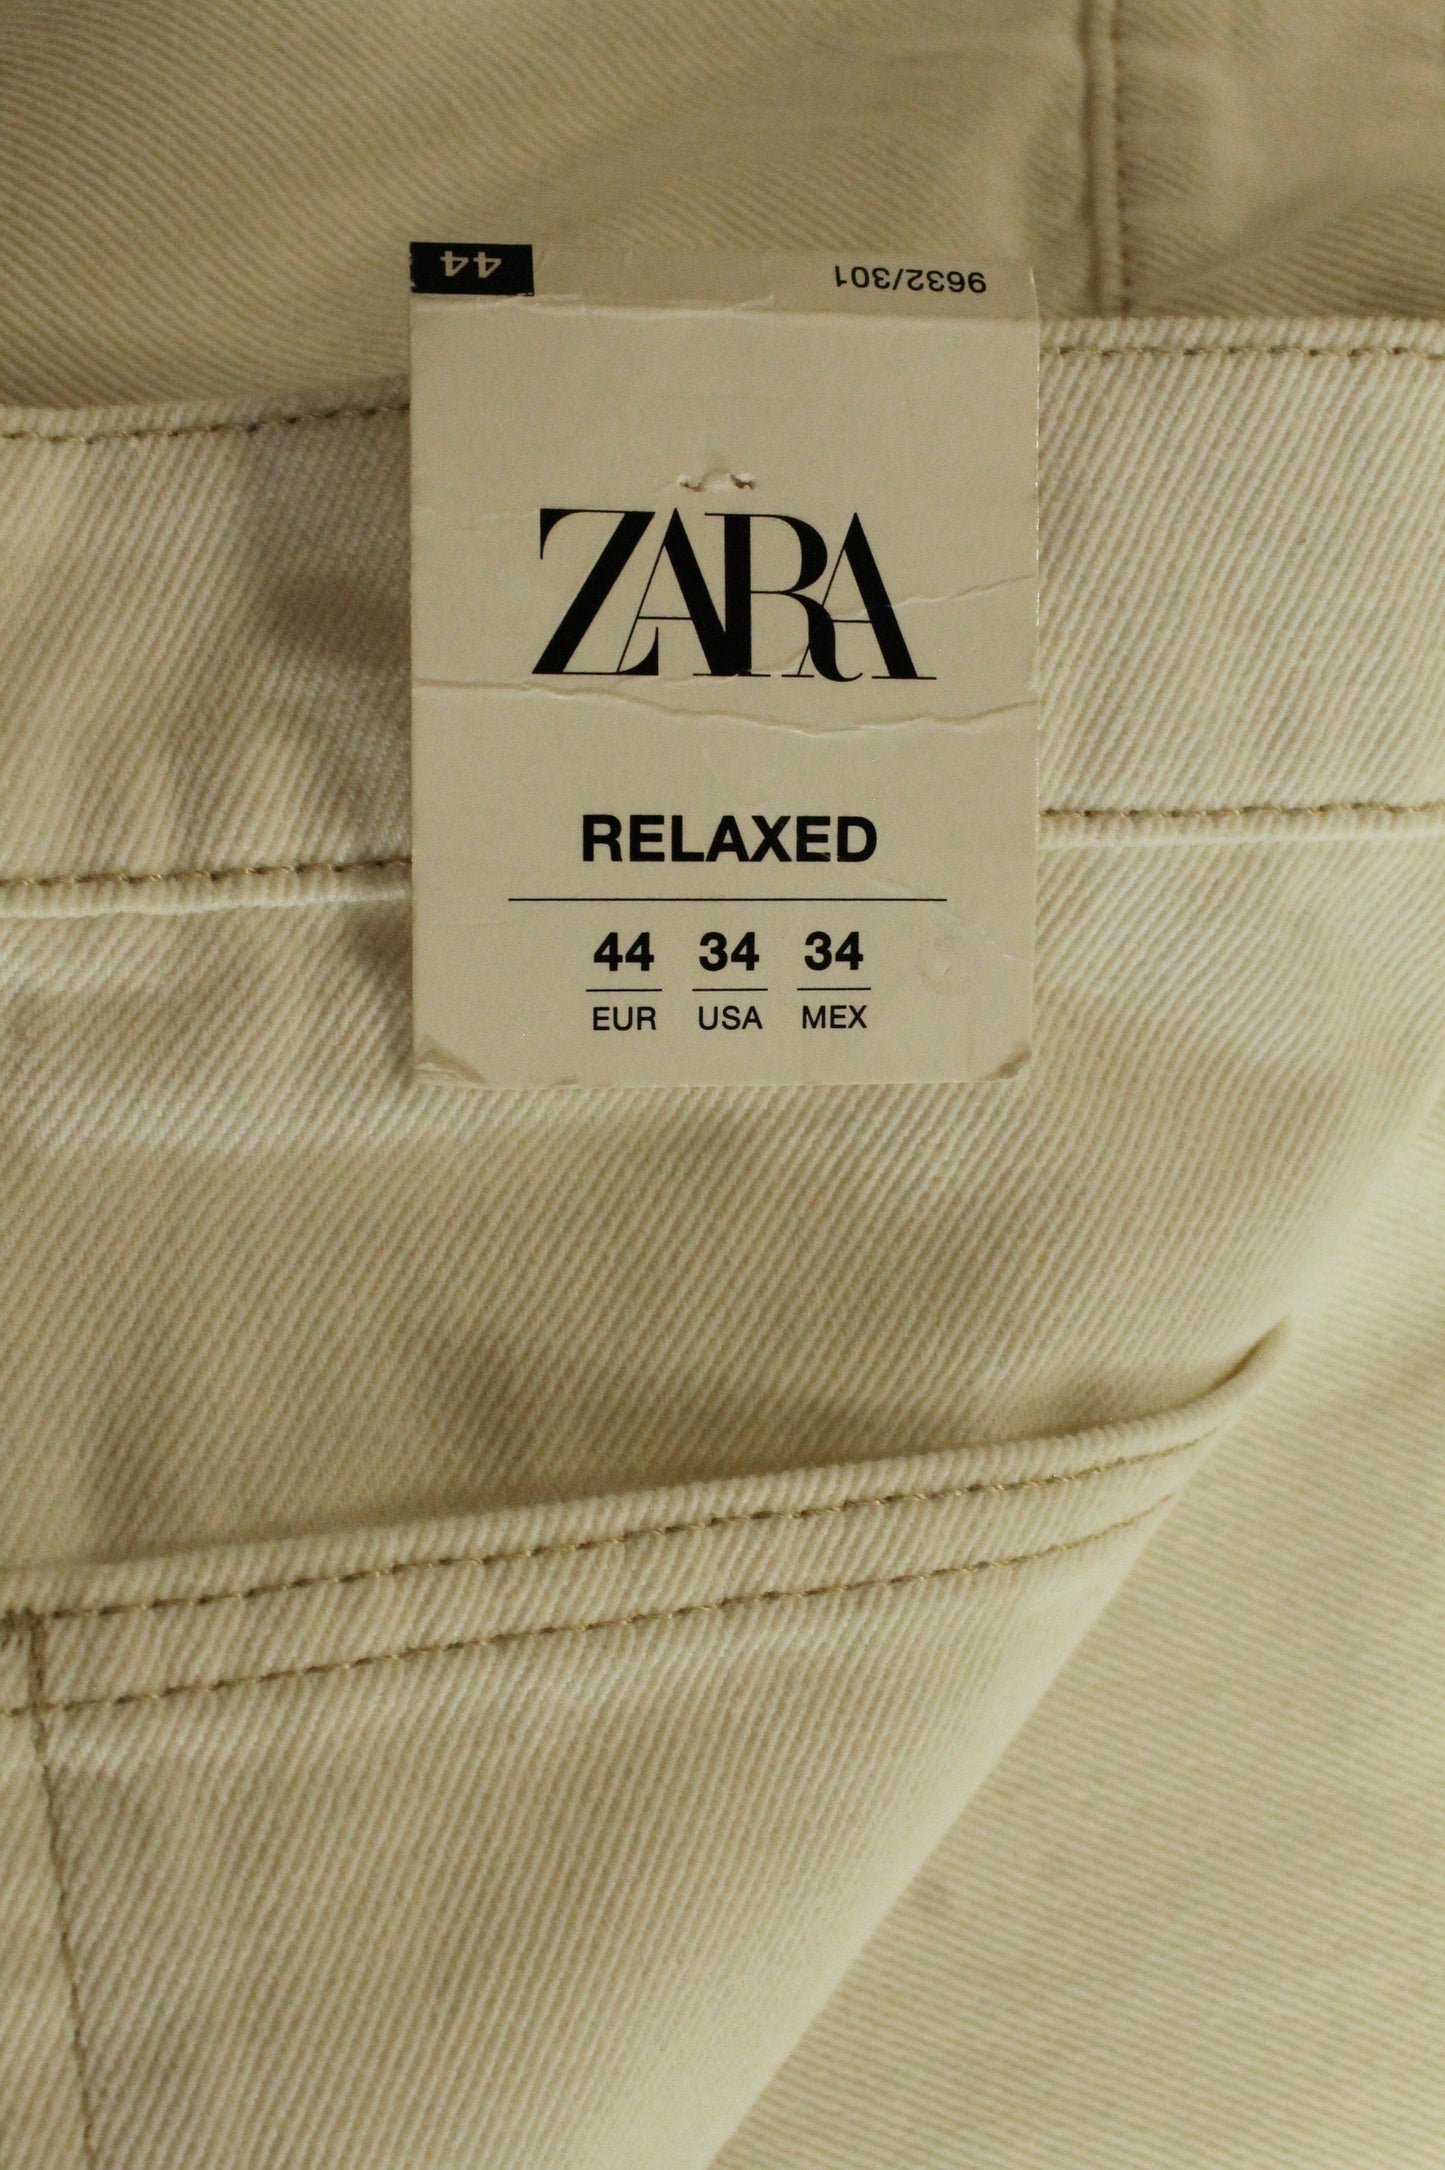 44
9632/301
ZARA
RELAXED
44 34 34
EUR USA MEX